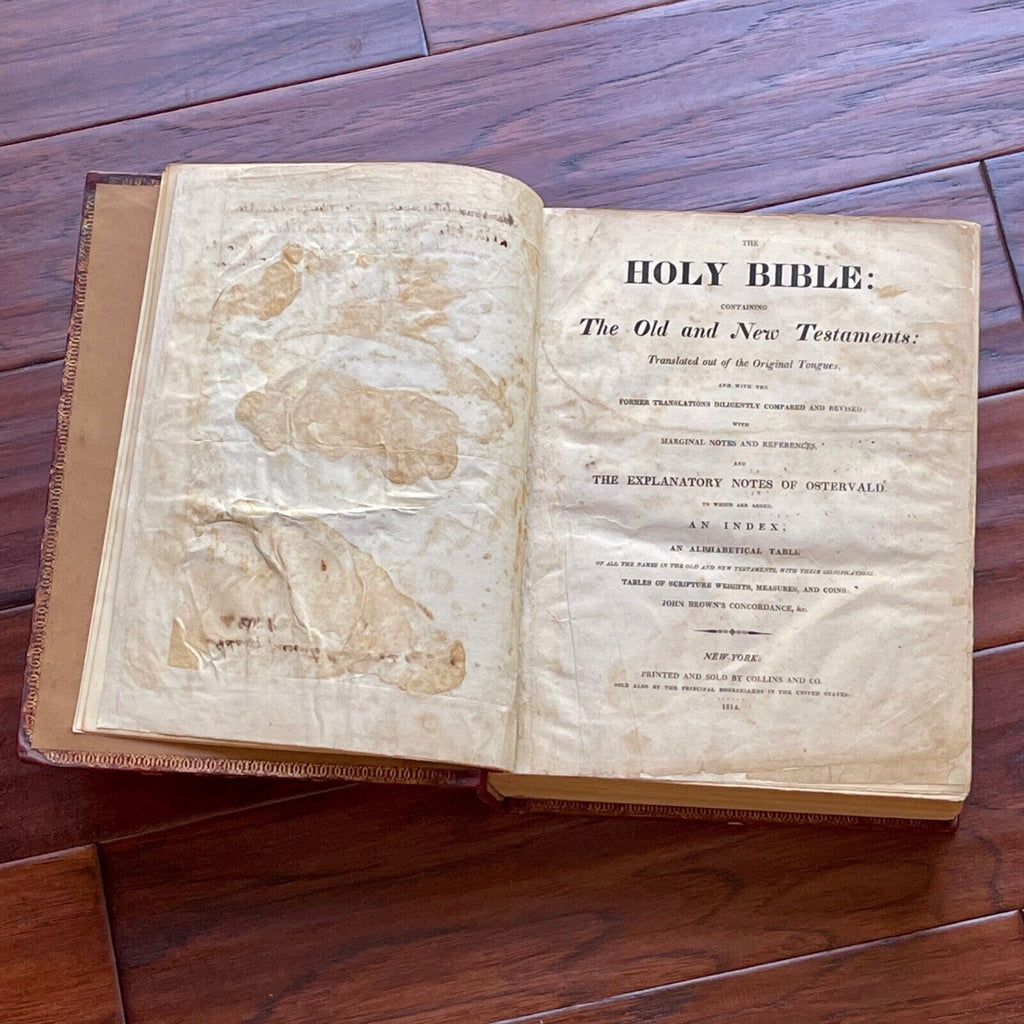 THE
HOLY BIBLE:
CONTAINING
The Old and New Testaments:
Translated out of the Original Tongues,
AND WITH THE
FORMER TRANSLATIONS DILIGENTLY COMPARED AND REVISED:
WITH
MARGINAL NOTES AND REFERENCES,
AND
THE EXPLANATORY NOTES OF OSTERVALD.
TO WHICH ARE ADDED,
AN INDEX;
AN ALPHABETICAL TABLE
OF ALL THE NAMES IN THE OLD AND NEW TESTAMENTS, WITH THEIR SIGNIFICATIONS
TABLES OF SCRIPTURE WEIGHTS, MEASURES, AND COINS:
JOHN BROWN'S CONCORDANCE, &c.
NEW-YORK:
PRINTED AND SOLD BY COLLINS AND CO.
SOLD ALSO BY THE PRINCIPAL BOOKSELLERS IN THE UNITED STATES.
1814.